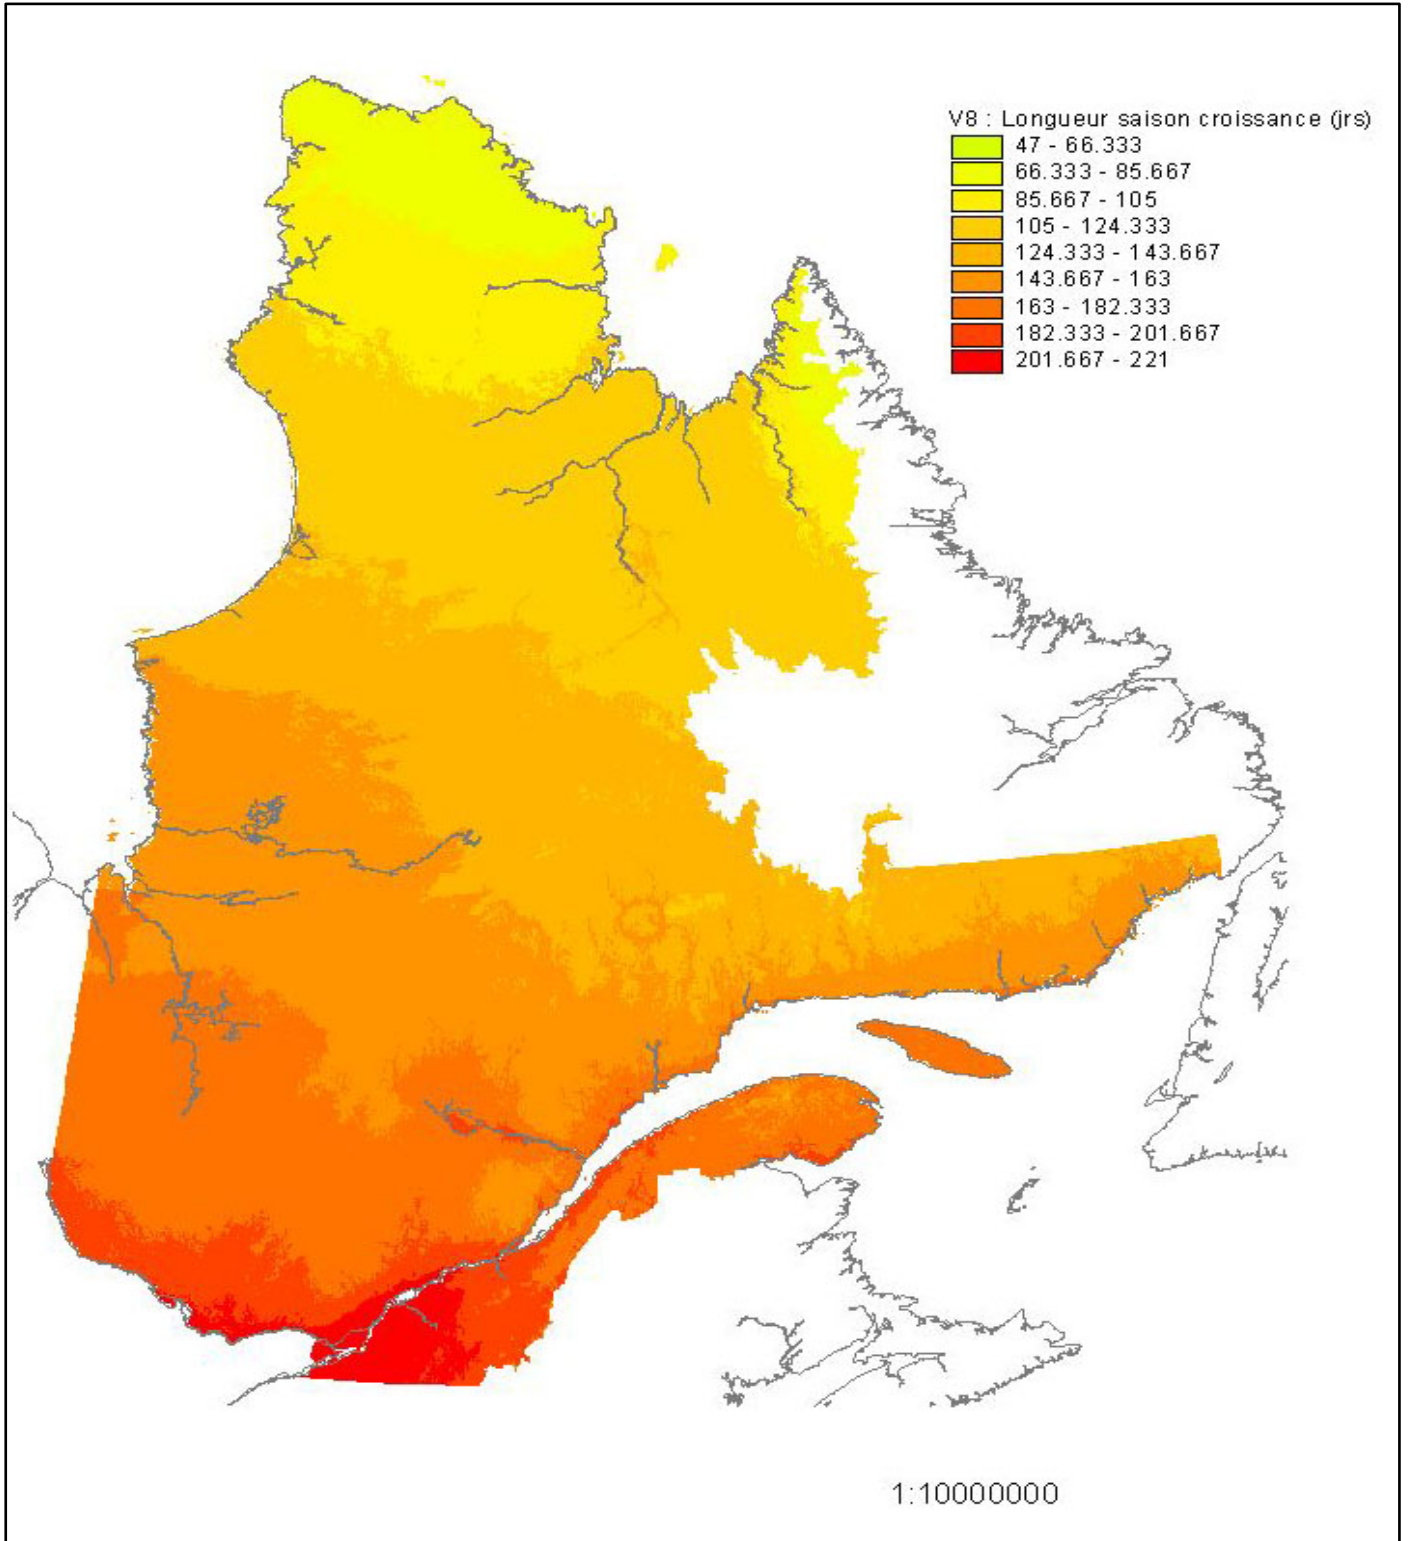 V8 : Longueur saison croissance (jrs)
47 - 66.333
66.333 - 85.667
85.667 - 105
105 - 124.333
124.333 - 143.667
143.667 - 163
163 - 182.333
182.333 - 201.667
201.667 - 221
1:10000000